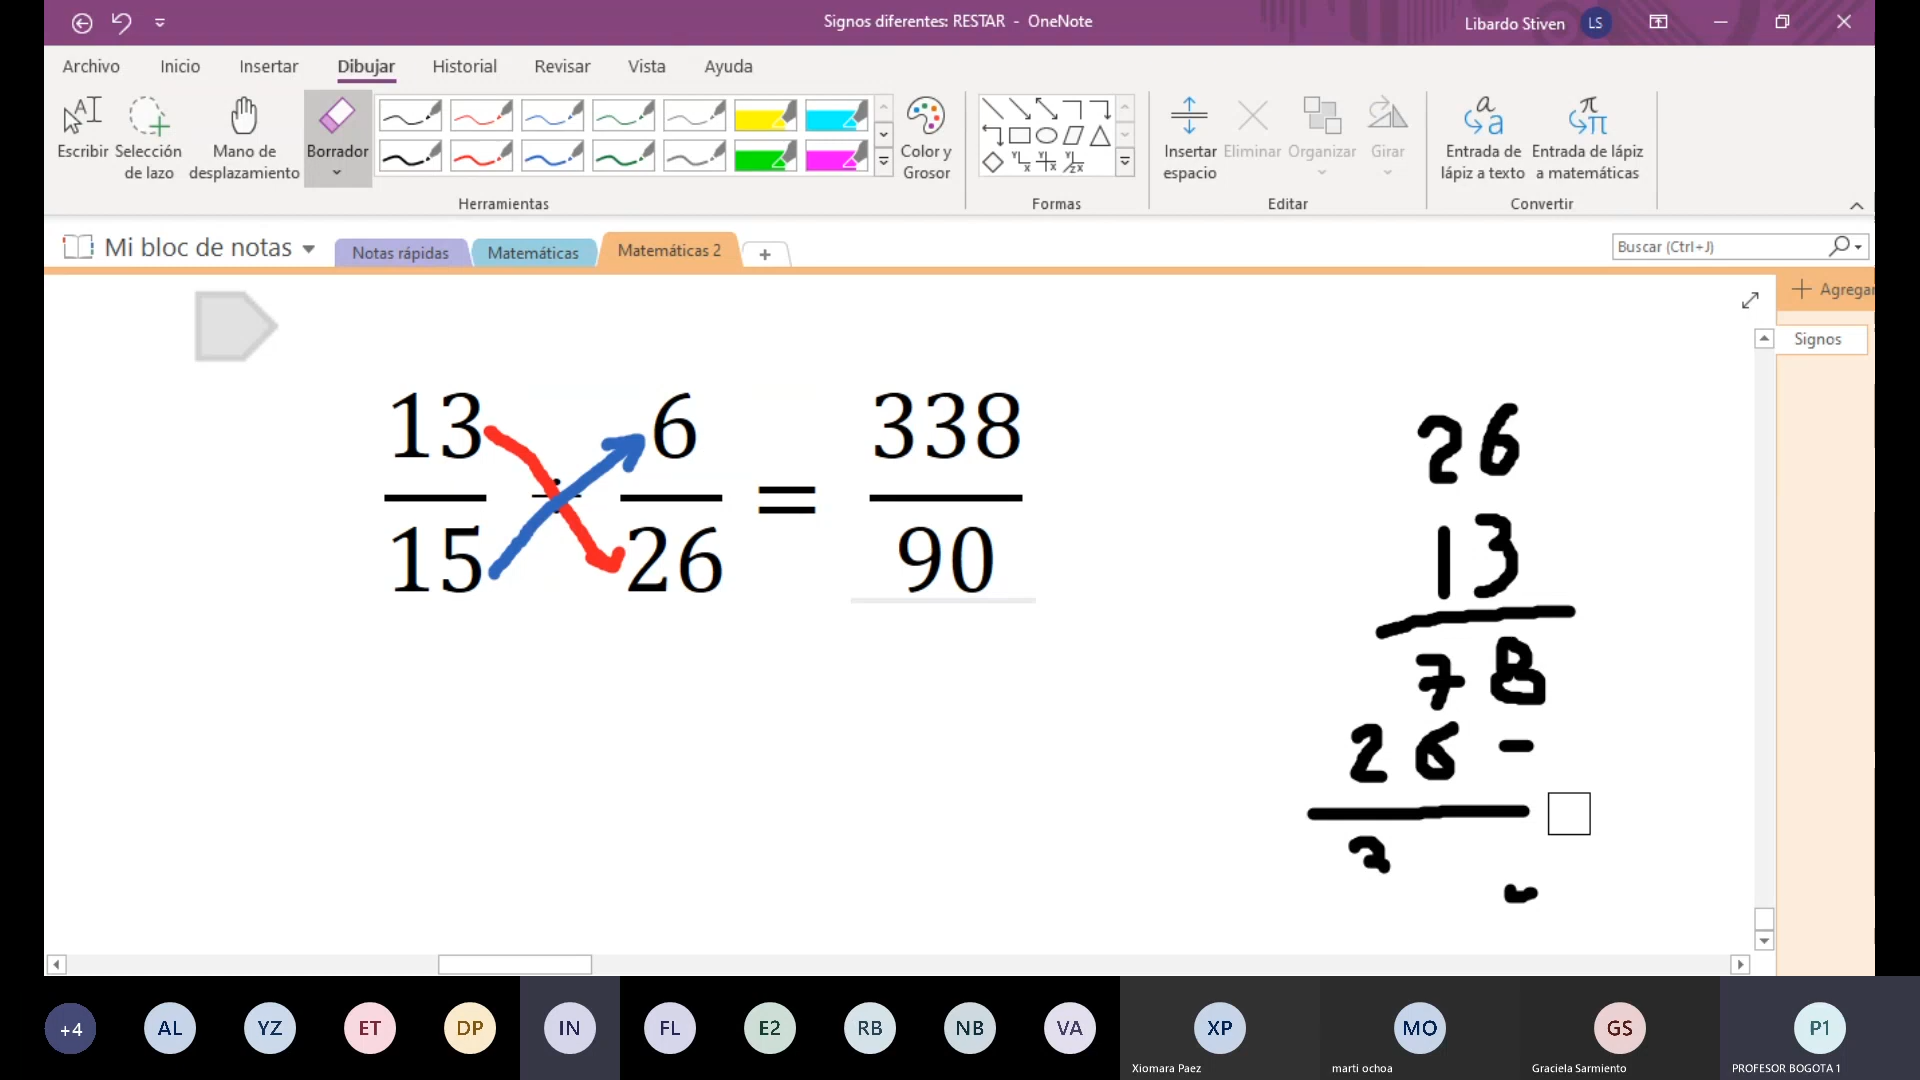 Signos diferentes: RESTAR - OneNote
Libardo Stiven LS
Archivo Inicio Insertar Dibujar Historial Revisar Vista Ayuda
Escribir
Selección de lazo
Mano de desplazamiento
Borrador
Color y Grosor
Insertar espacio
Eliminar
Organizar
Girar
Entrada de lápiz a texto
Entrada de lápiz a matemáticas
Herramientas Formas Editar Convertir
Mi bloc de notas
Notas rápidas Matemáticas Matemáticas 2 +
Buscar (Ctrl+J)
Agregar
Signos
13 6 338
÷ =
15 26 90
26
13
78
26 -
+4 AL YZ ET DP IN FL E2 RB NB VA XP MO GS P1
Xiomara Paez marti ochoa Graciela Sarmiento PROFESOR BOGOTA 1